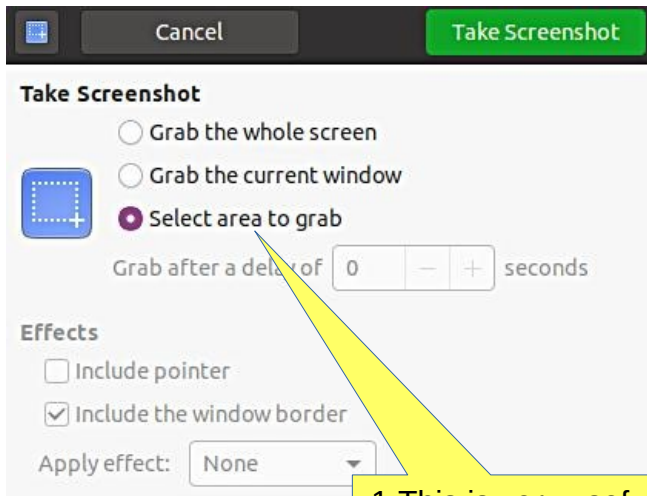 Cancel Take Screenshot
Take Screenshot
Grab the whole screen
Grab the current window
Select area to grab
Grab after a delay of 0 − + seconds
Effects
Include pointer
Include the window border
Apply effect: None
1 This is very